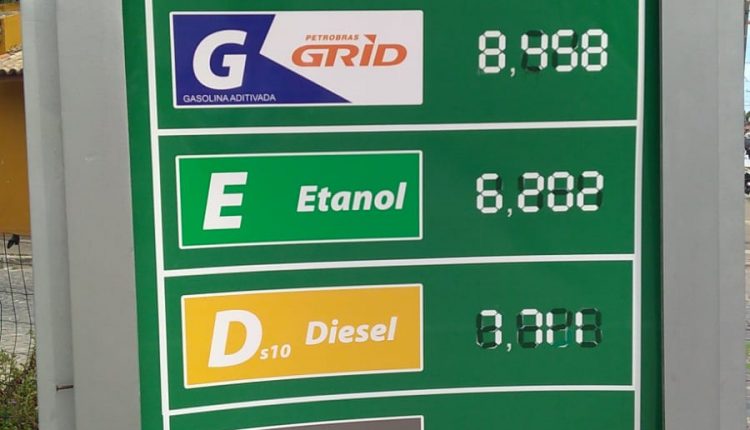 G
PETROBRAS
GRID
GASOLINA ADITIVADA
8,458
E Etanol
6,202
D s10 Diesel